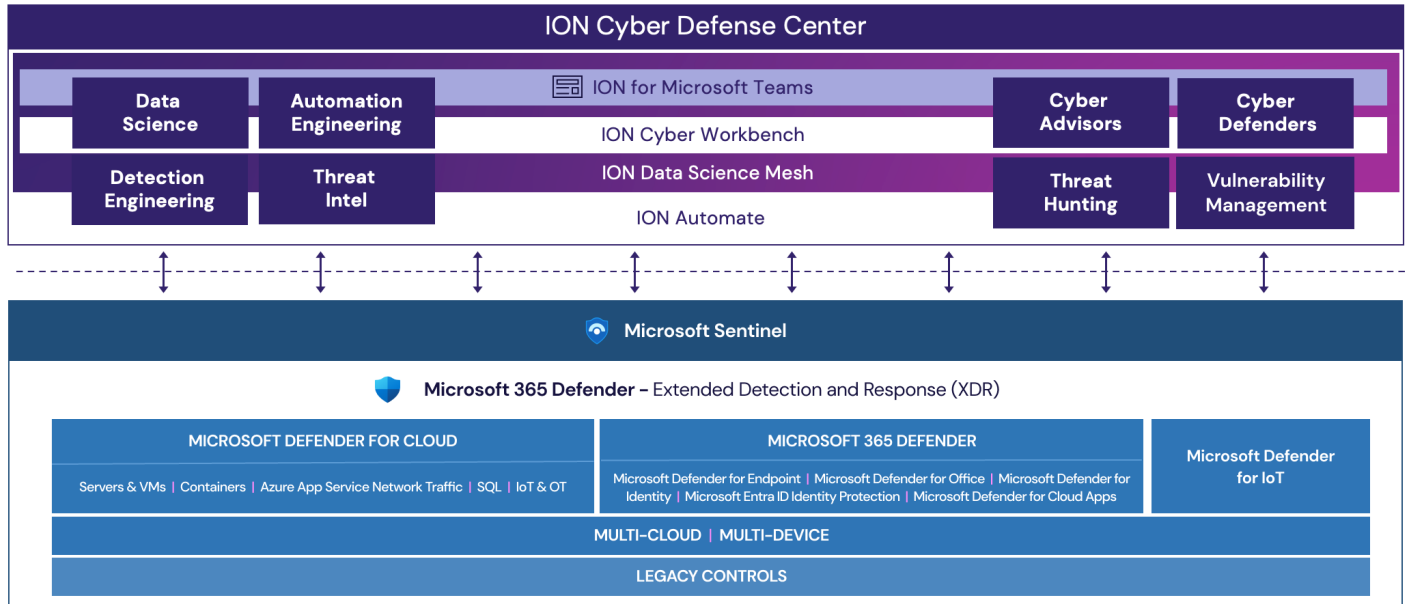 ION Cyber Defense Center
ION for Microsoft Teams
Data
Science
Automation
Engineering
Cyber
Advisors
Cyber
Defenders
ION Cyber Workbench
ION Data Science Mesh
Detection
Engineering
Threat
Intel
Threat
Hunting
Vulnerability
Management
ION Automate
Microsoft Sentinel
Microsoft 365 Defender – Extended Detection and Response (XDR)
MICROSOFT DEFENDER FOR CLOUD
Servers & VMs | Containers | Azure App Service Network Traffic | SQL | IoT & OT
MICROSOFT 365 DEFENDER
Microsoft Defender for Endpoint | Microsoft Defender for Office | Microsoft Defender for
Identity | Microsoft Entra ID Identity Protection | Microsoft Defender for Cloud Apps
Microsoft Defender
for IoT
MULTI-CLOUD | MULTI-DEVICE
LEGACY CONTROLS